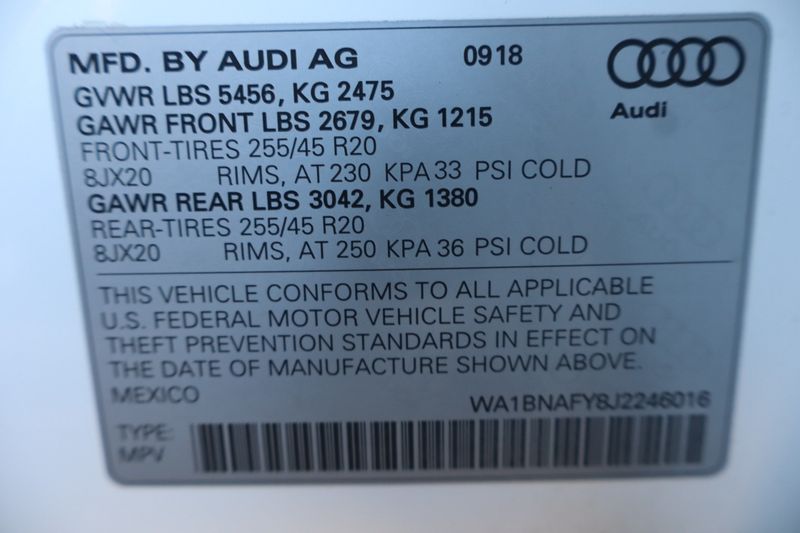 MFD. BY AUDI AG 0918
Audi
GVWR LBS 5456, KG 2475
GAWR FRONT LBS 2679, KG 1215
FRONT-TIRES 255/45 R20
8JX20 RIMS, AT 230 KPA 33 PSI COLD
GAWR REAR LBS 3042, KG 1380
REAR-TIRES 255/45 R20
8JX20 RIMS, AT 250 KPA 36 PSI COLD
THIS VEHICLE CONFORMS TO ALL APPLICABLE
U.S. FEDERAL MOTOR VEHICLE SAFETY AND
THEFT PREVENTION STANDARDS IN EFFECT ON
THE DATE OF MANUFACTURE SHOWN ABOVE.
MEXICO WA1BNAFY8J2246016
TYPE:
MPV